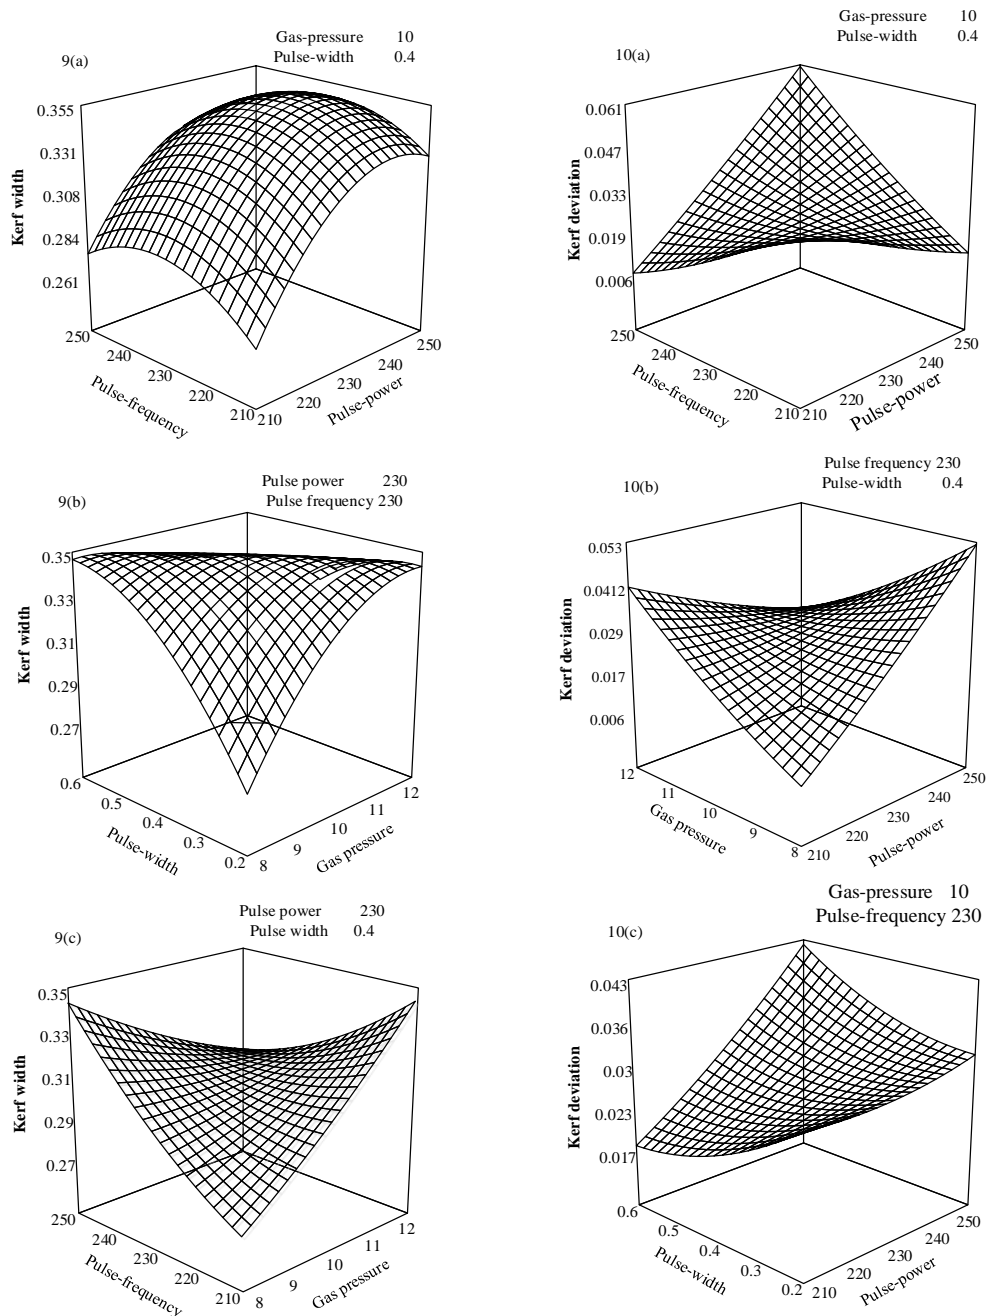 Gas-pressure 10
Pulse-width 0.4
9(a)
0.355
0.331
0.308
0.284
0.261
Kerf width
250
240
230
220
210
Pulse-frequency
210
220
230
240
250
Pulse-power
Gas-pressure 10
Pulse-width 0.4
10(a)
0.061
0.047
0.033
0.019
0.006
Kerf deviation
250
240
230
220
210
Pulse-frequency
210
220
230
240
250
Pulse-power
Pulse power 230
Pulse frequency 230
9(b)
0.35
0.33
0.31
0.29
0.27
Kerf width
0.6
0.5
0.4
0.3
0.2
Pulse-width
8
9
10
11
12
Gas pressure
Pulse frequency 230
Pulse-width 0.4
10(b)
0.053
0.0412
0.029
0.017
0.006
Kerf deviation
12
11
10
9
8
Gas pressure
210
220
230
240
250
Pulse-power
Pulse power 230
Pulse width 0.4
9(c)
0.35
0.33
0.31
0.29
0.27
Kerf width
250
240
230
220
210
Pulse-frequency
8
9
10
11
12
Gas pressure
Gas-pressure 10
Pulse-frequency 230
10(c)
0.043
0.036
0.03
0.023
0.017
Kerf deviation
0.6
0.5
0.4
0.3
0.2
Pulse-width
210
220
230
240
250
Pulse-power